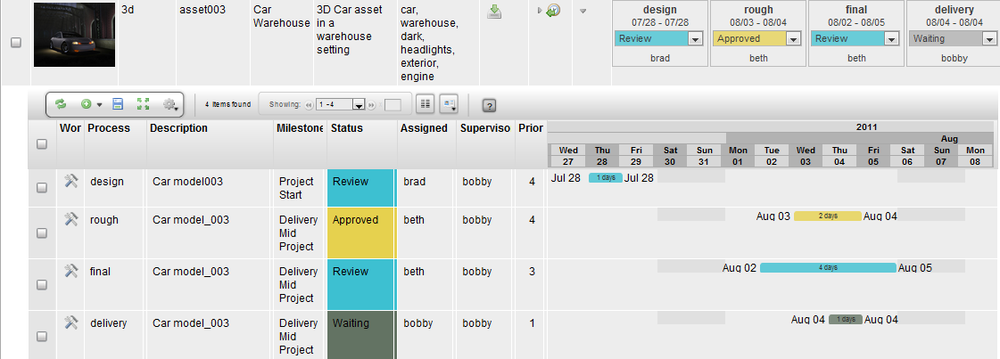 3d asset003 Car Warehouse 3D Car asset in a warehouse setting car, warehouse, dark, headlights, exterior, engine
design rough final delivery
07/28 - 07/28 08/03 - 08/04 08/02 - 08/05 08/04 - 08/04
Review Approved Review Waiting
brad beth beth bobby
4 items found Showing: 1 - 4 ?
Wor Process Description Milestone Status Assigned Superviso Prior
2011
Aug
Wed Thu Fri Sat Sun Mon Tue Wed Thu Fri Sat Sun Mon
27 28 29 30 31 01 02 03 04 05 06 07 08
design Car model003 Project Start Review brad bobby 4 Jul 28 1 days Jul 28
rough Car model_003 Delivery Mid Project Approved beth bobby 4 Aug 03 2 days Aug 04
final Car model_003 Delivery Mid Project Review beth bobby 3 Aug 02 4 days Aug 05
delivery Car model_003 Delivery Mid Project Waiting bobby bobby 1 Aug 04 1 days Aug 04